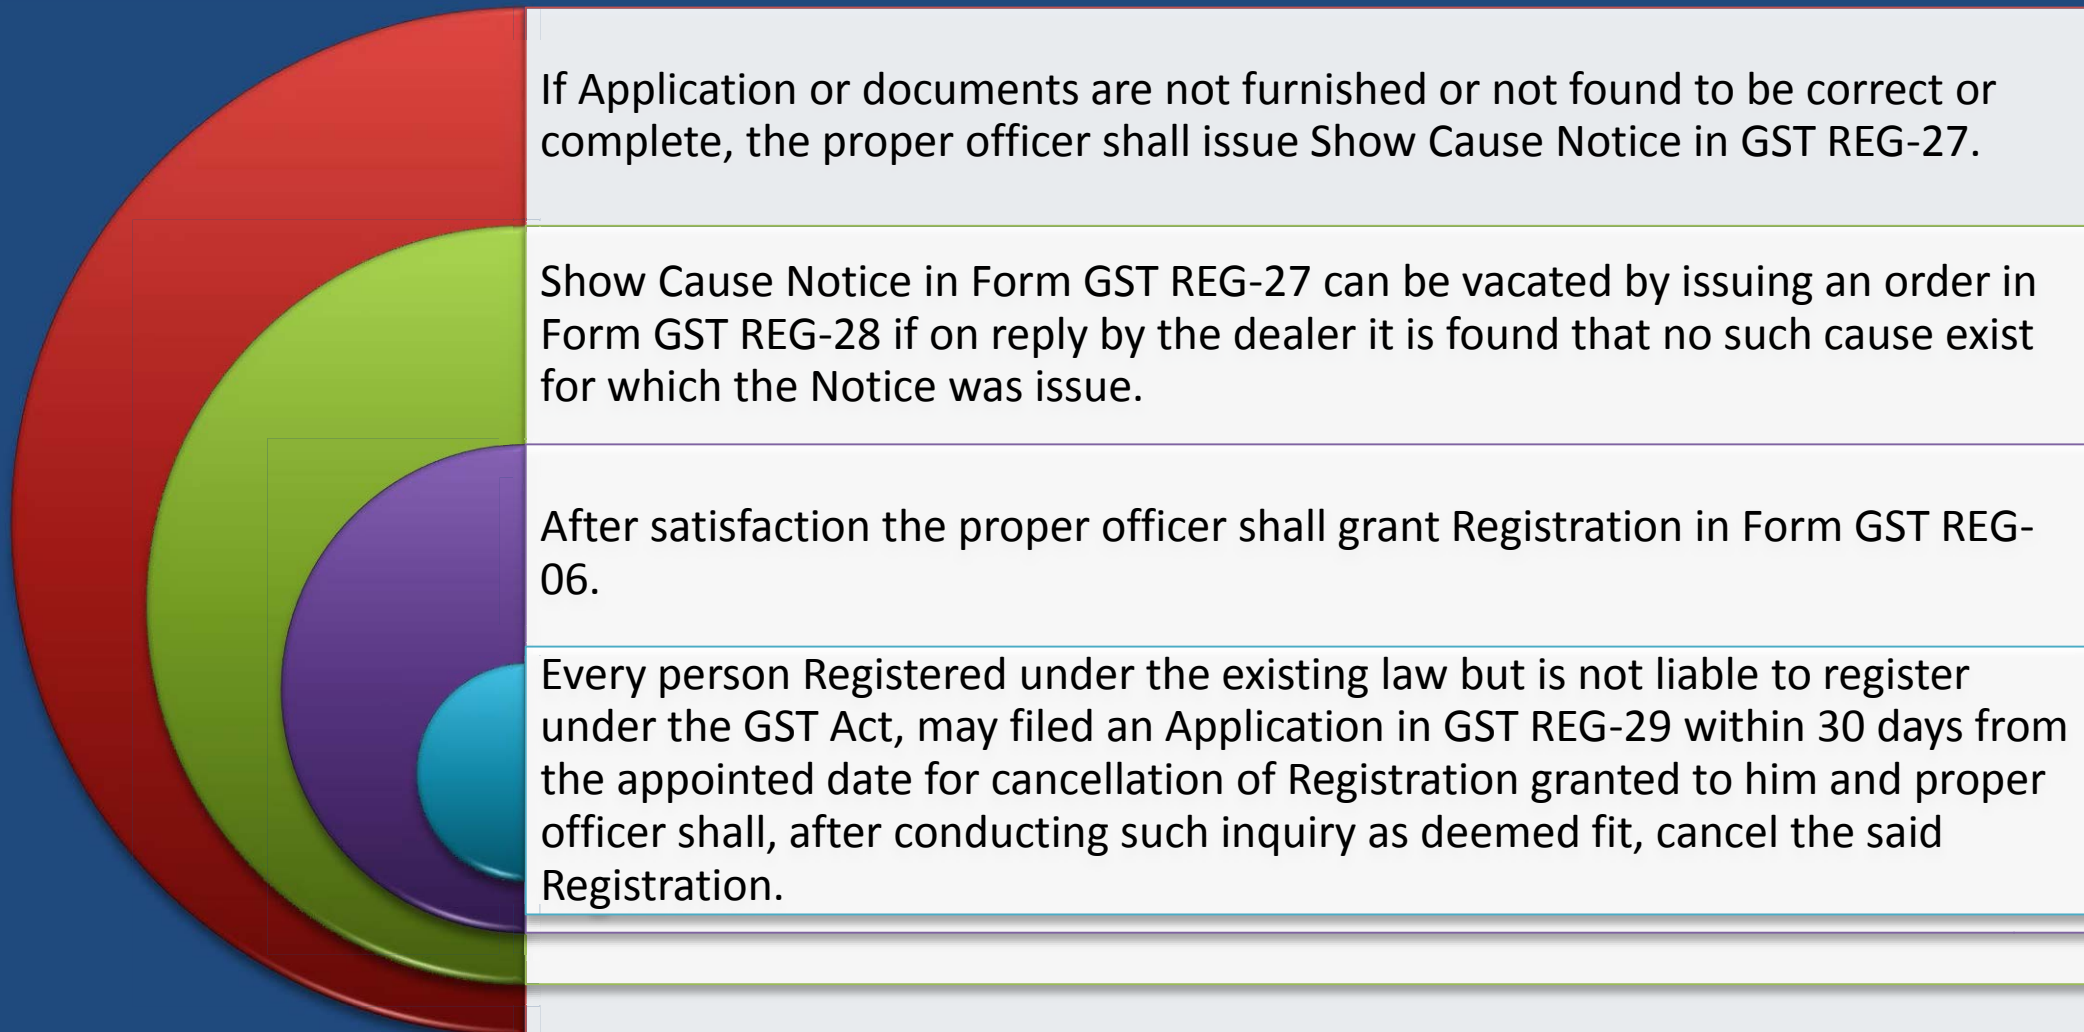 If Application or documents are not furnished or not found to be correct or
complete, the proper officer shall issue Show Cause Notice in GST REG-27.
Show Cause Notice in Form GST REG-27 can be vacated by issuing an order in
Form GST REG-28 if on reply by the dealer it is found that no such cause exist
for which the Notice was issue.
After satisfaction the proper officer shall grant Registration in Form GST REG-
06.
Every person Registered under the existing law but is not liable to register
under the GST Act, may filed an Application in GST REG-29 within 30 days from
the appointed date for cancellation of Registration granted to him and proper
officer shall, after conducting such inquiry as deemed fit, cancel the said
Registration.